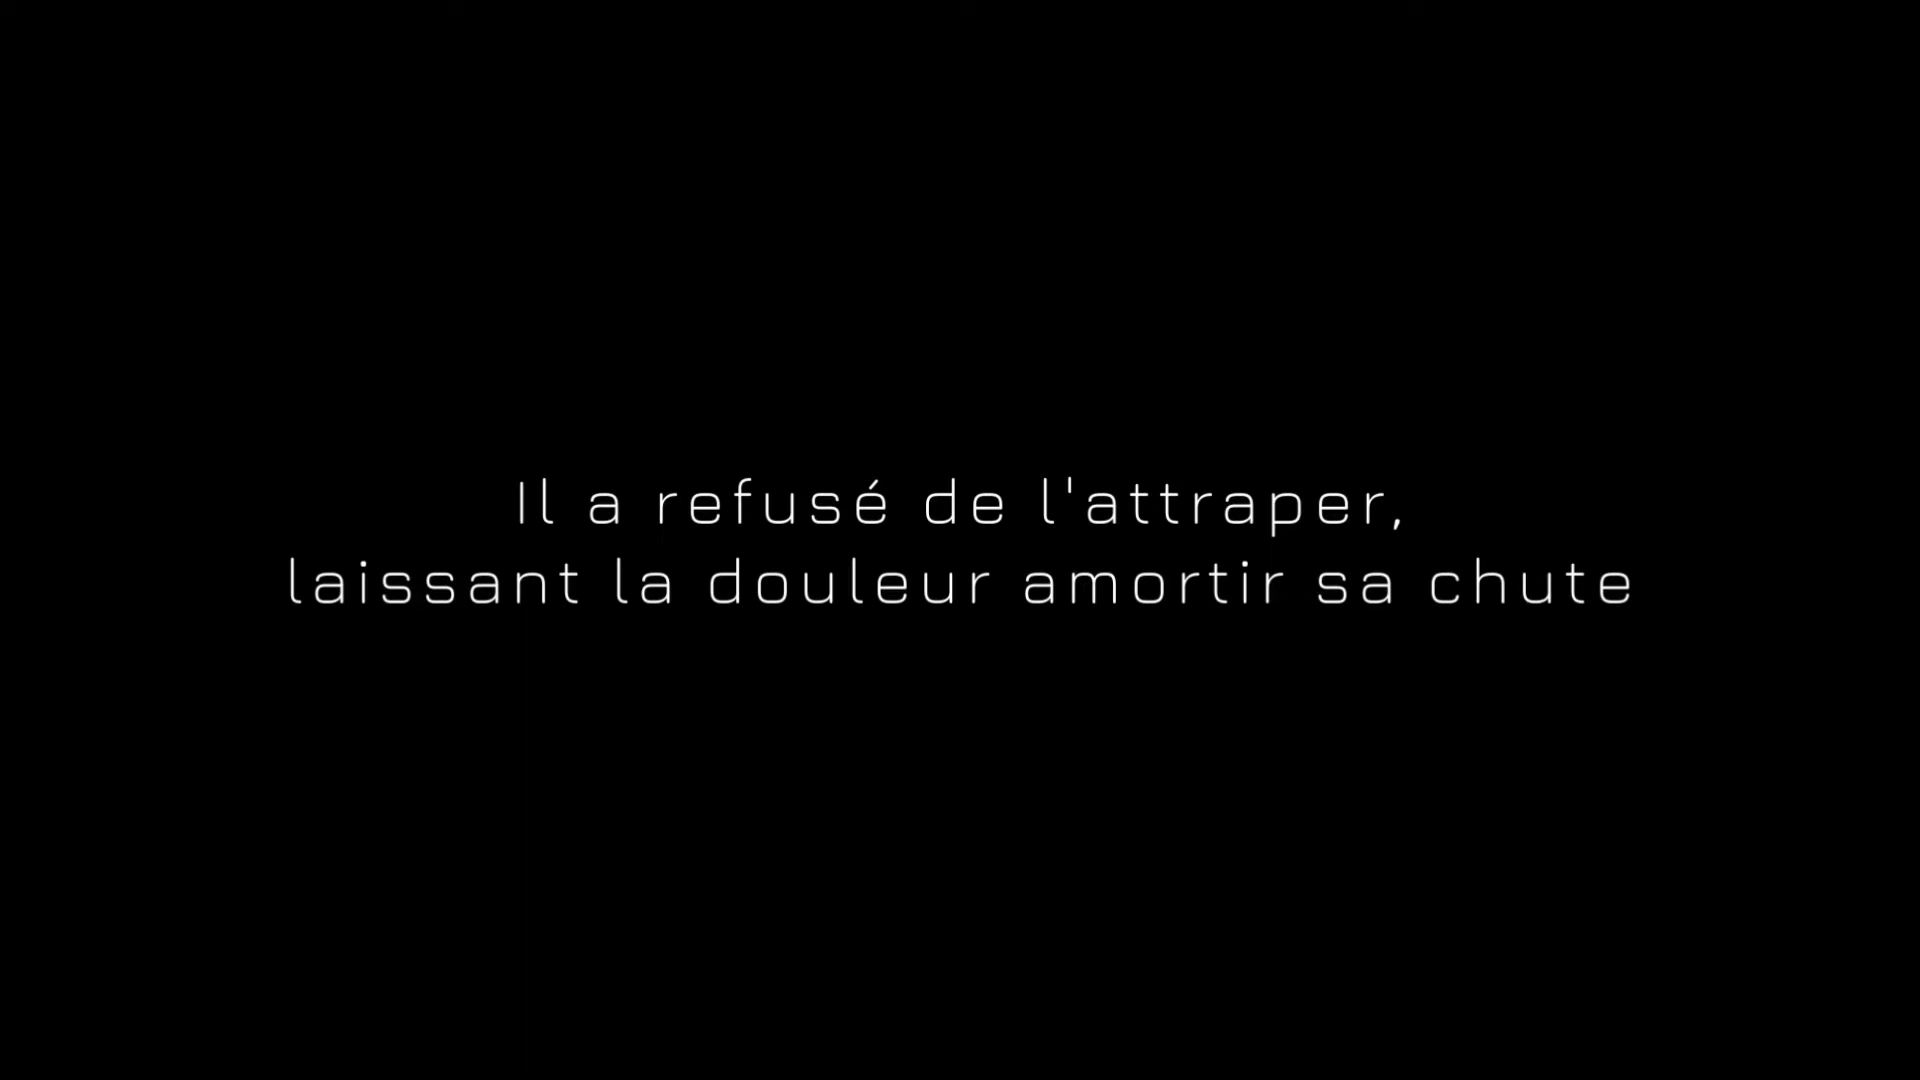 Il a refusé de l'attraper,
laissant la douleur amortir sa chute